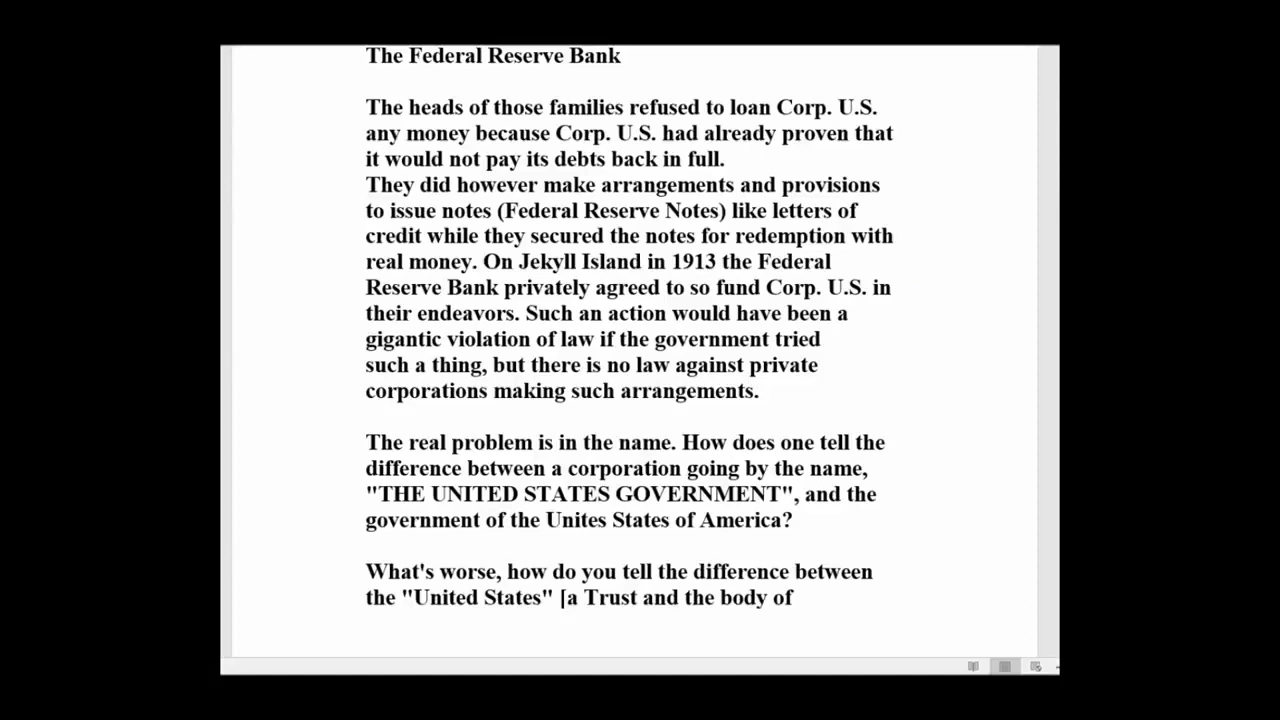 The Federal Reserve Bank
The heads of those families refused to loan Corp. U.S.
any money because Corp. U.S. had already proven that
it would not pay its debts back in full.
They did however make arrangements and provisions
to issue notes (Federal Reserve Notes) like letters of
credit while they secured the notes for redemption with
real money. On Jekyll Island in 1913 the Federal
Reserve Bank privately agreed to so fund Corp. U.S. in
their endeavors. Such an action would have been a
gigantic violation of law if the government tried
such a thing, but there is no law against private
corporations making such arrangements.
The real problem is in the name. How does one tell the
difference between a corporation going by the name,
"THE UNITED STATES GOVERNMENT", and the
government of the Unites States of America?
What's worse, how do you tell the difference between
the "United States" [a Trust and the body of